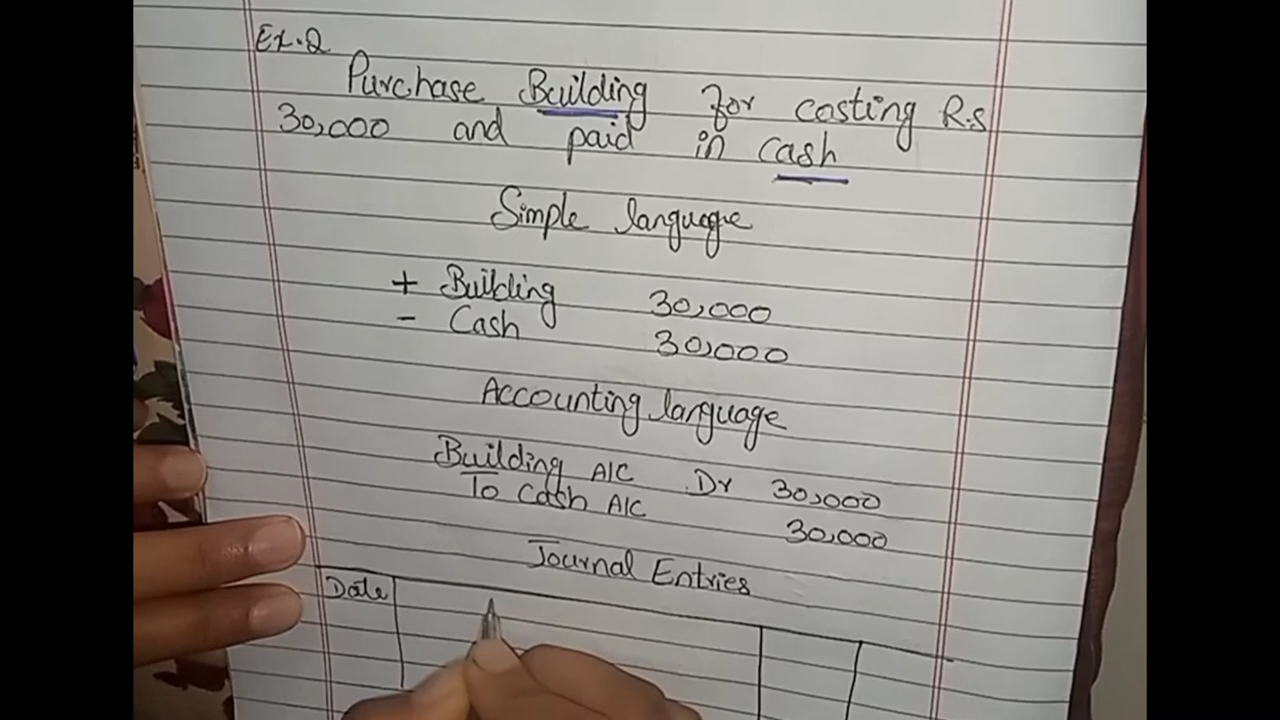 Ex.2
Purchase Building for costing R.s
30,000 and paid in cash
Simple language
+ Building 30,000
- Cash 30,000
Accounting language
Building A/C Dr 30,000
To Cash A/C 30,000
Journal Entries
Date